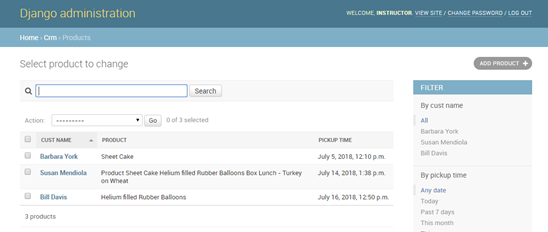 Django administration
WELCOME, INSTRUCTOR. VIEW SITE / CHANGE PASSWORD / LOG OUT
Home › Crm › Products
Select product to change
ADD PRODUCT +
Search
FILTER
By cust name
All
Barbara York
Susan Mendiola
Bill Davis
By pickup time
Any date
Today
Past 7 days
This month
Action: --------- Go 0 of 3 selected
CUST NAME PRODUCT PICKUP TIME
Barbara York Sheet Cake July 5, 2018, 12:10 p.m.
Susan Mendiola Product Sheet Cake Helium filled Rubber Balloons Box Lunch - Turkey on Wheat July 14, 2018, 1:38 p.m.
Bill Davis Helium filled Rubber Balloons July 16, 2018, 12:50 p.m.
3 products